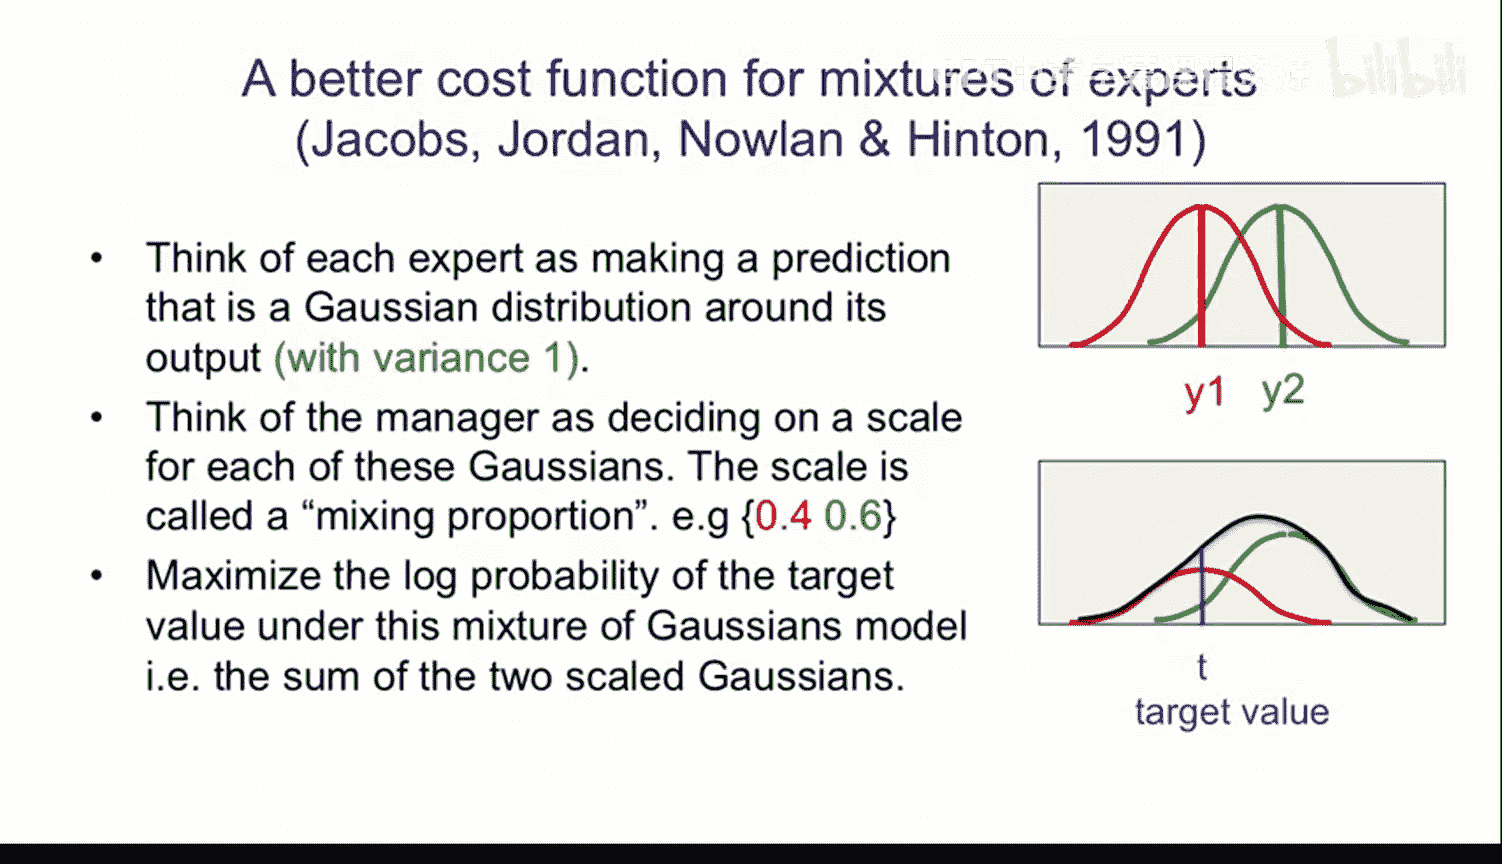 A better cost function for mixtures of experts
(Jacobs, Jordan, Nowlan & Hinton, 1991)
bilibili
• Think of each expert as making a prediction
that is a Gaussian distribution around its
output (with variance 1).
• Think of the manager as deciding on a scale
for each of these Gaussians. The scale is
called a “mixing proportion”. e.g {0.4 0.6}
• Maximize the log probability of the target
value under this mixture of Gaussians model
i.e. the sum of the two scaled Gaussians.
y1 y2
t
target value